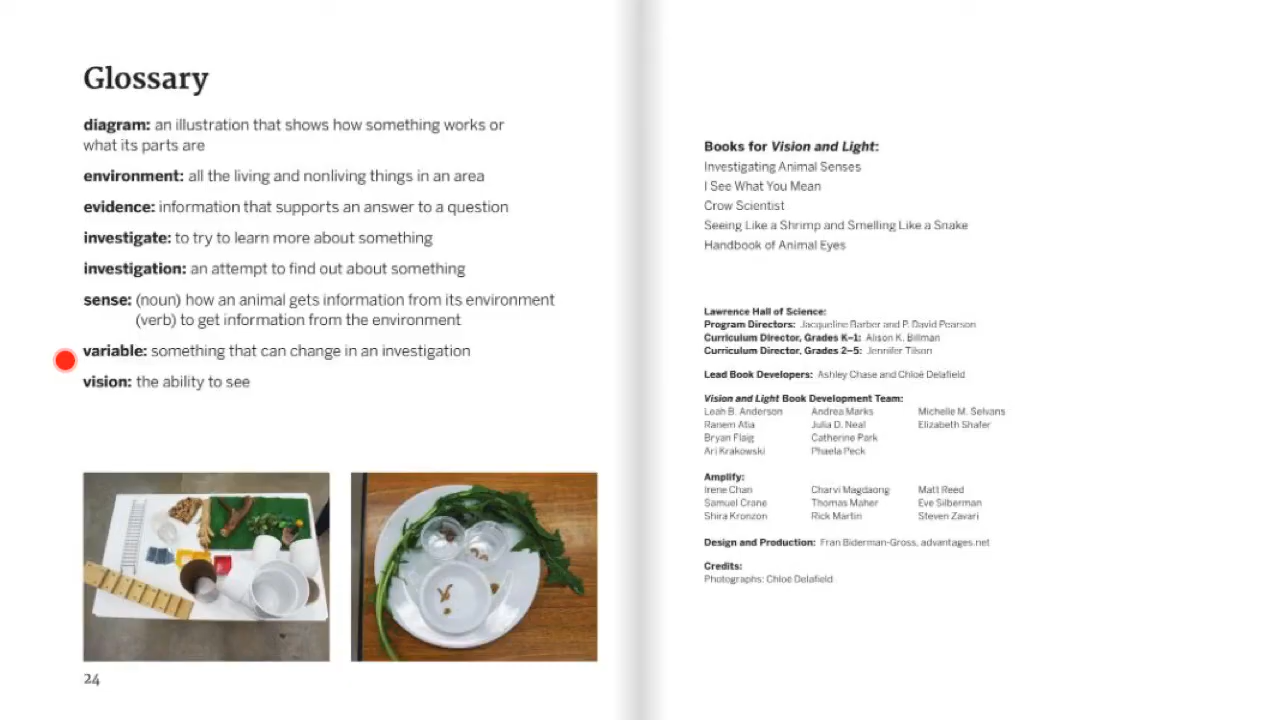 Glossary
diagram: an illustration that shows how something works or
what its parts are
environment: all the living and nonliving things in an area
evidence: information that supports an answer to a question
investigate: to try to learn more about something
investigation: an attempt to find out about something
sense: (noun) how an animal gets information from its environment
(verb) to get information from the environment
variable: something that can change in an investigation
vision: the ability to see
24
Books for Vision and Light:
Investigating Animal Senses
I See What You Mean
Crow Scientist
Seeing Like a Shrimp and Smelling Like a Snake
Handbook of Animal Eyes
Lawrence Hall of Science:
Program Directors: Jacqueline Barber and P. David Pearson
Curriculum Director, Grades K–1: Alison K. Billman
Curriculum Director, Grades 2–5: Jennifer Tilson
Lead Book Developers: Ashley Chase and Chloë Delafield
Vision and Light Book Development Team:
Leah B. Anderson Andrea Marks Michelle M. Selvans
Ranem Atia Julia D. Neal Elizabeth Shafer
Bryan Flaig Catherine Park
Ari Krakowski Phaela Peck
Amplify:
Irene Chan Charvi Magdaong Matt Reed
Samuel Crane Thomas Maher Eve Silberman
Shira Kronzon Rick Martin Steven Zavari
Design and Production: Fran Biderman-Gross, advantages.net
Credits:
Photographs: Chloë Delafield